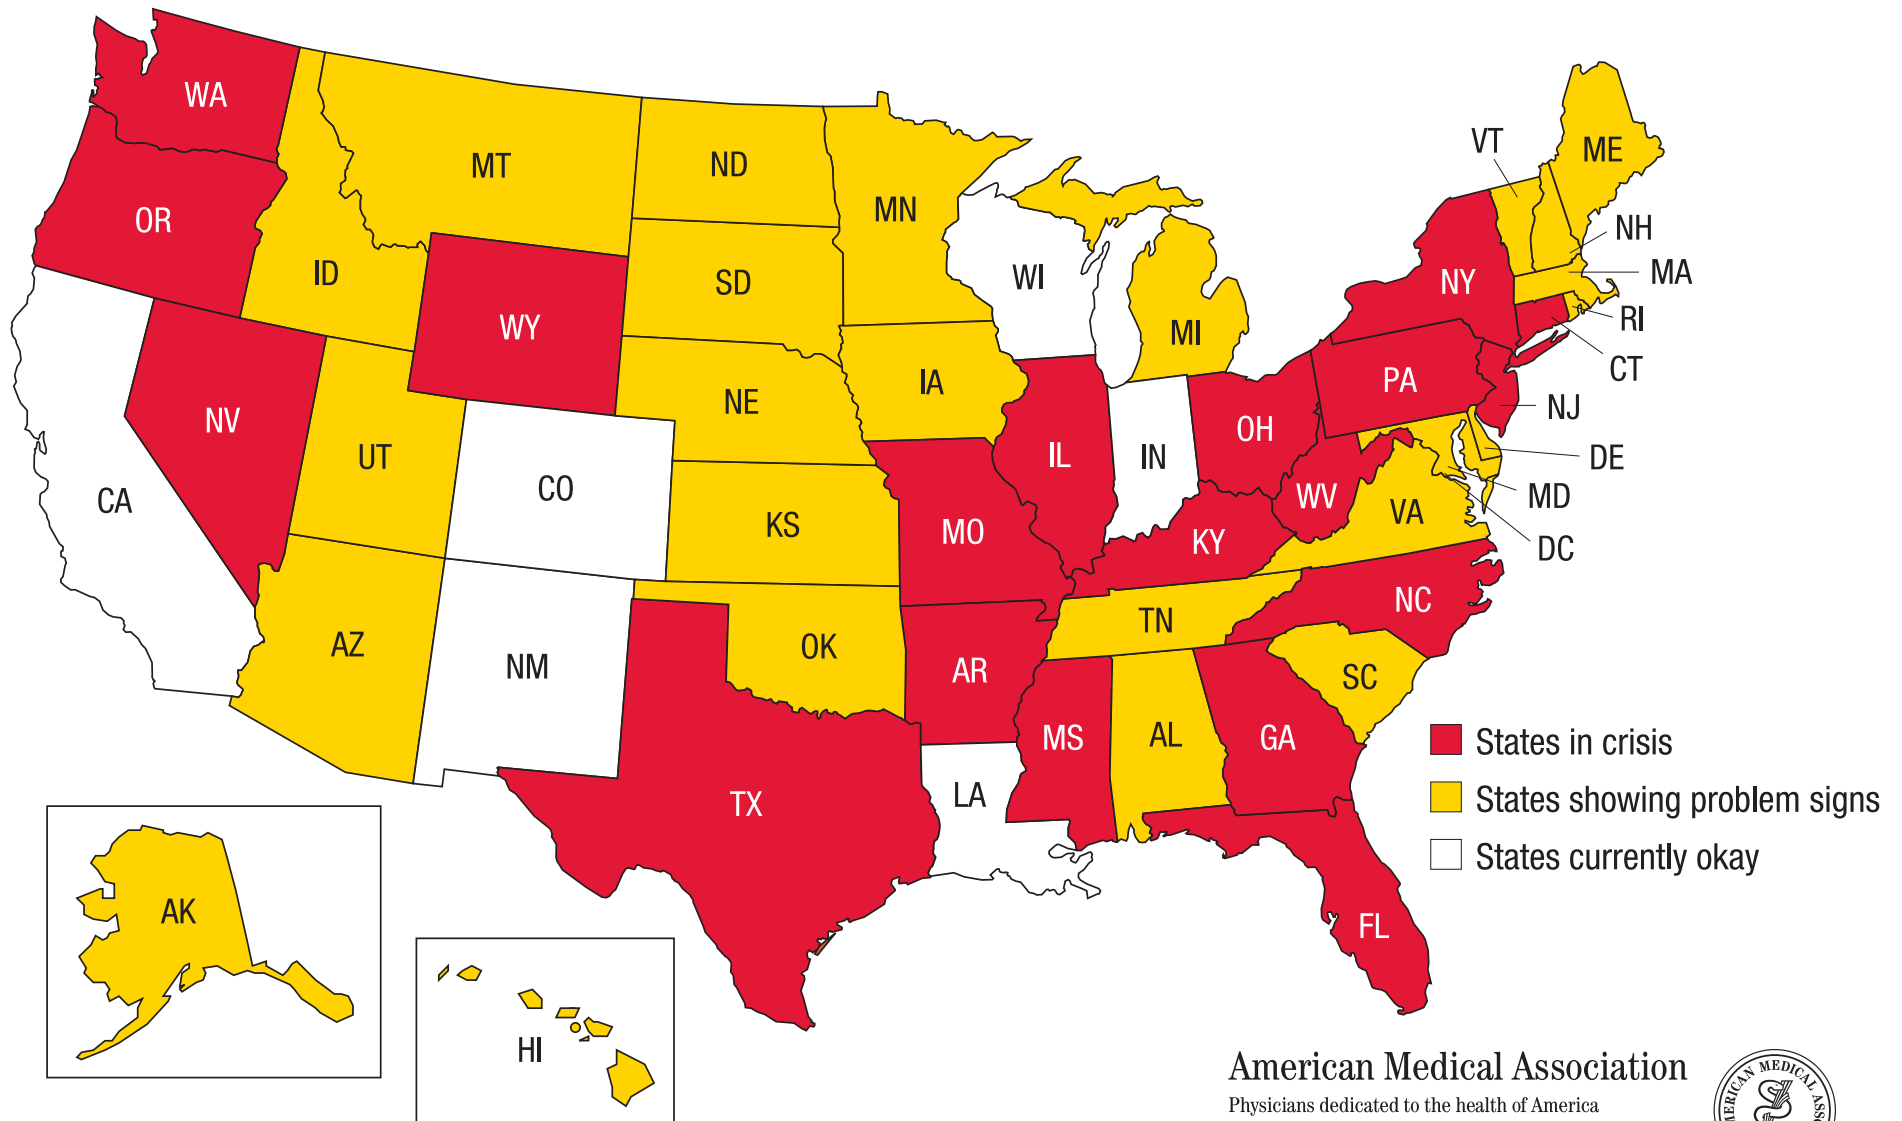 WA
OR
CA
NV
ID
MT
WY
UT
AZ
CO
NM
ND
SD
NE
KS
OK
TX
MN
IA
MO
AR
LA
WI
IL
MI
IN
OH
KY
TN
MS
AL
GA
FL
SC
NC
VA
WV
PA
NY
VT
ME
NH
MA
RI
CT
NJ
DE
MD
DC
AK
HI
States in crisis
States showing problem signs
States currently okay
American Medical Association
Physicians dedicated to the health of America